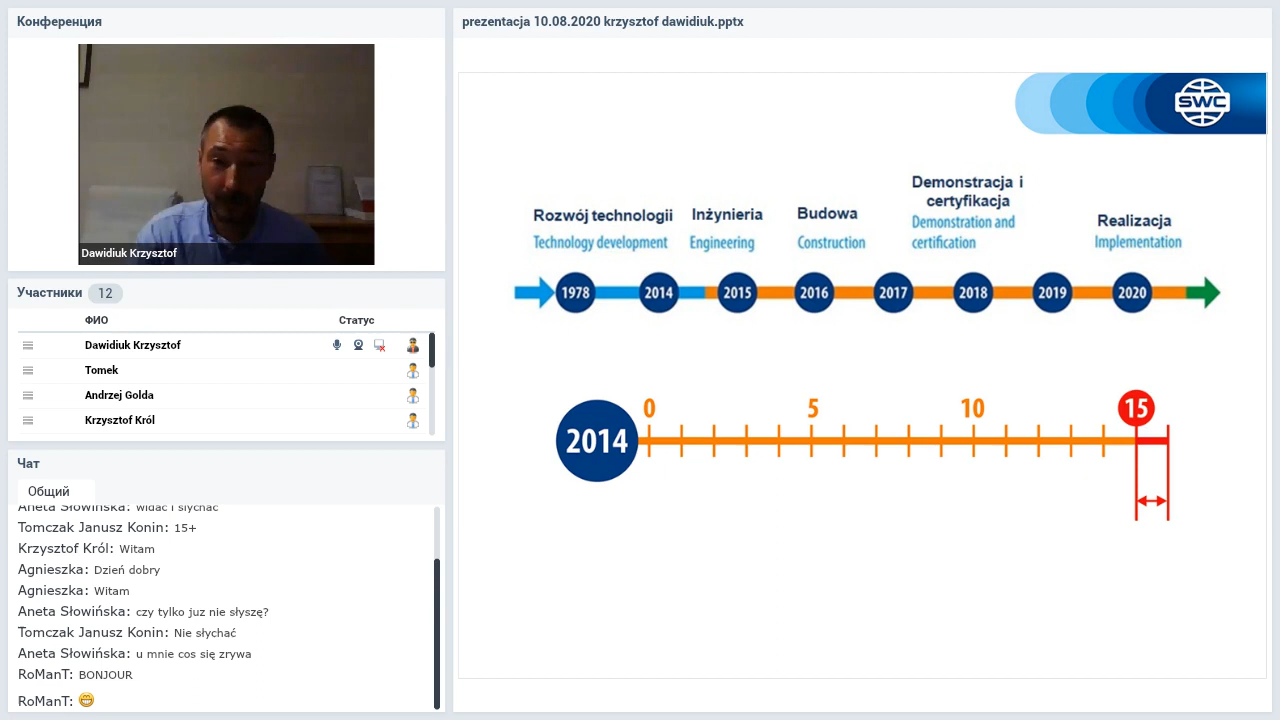 Конференция
Dawidiuk Krzysztof
Участники 12
ФИО Статус
Dawidiuk Krzysztof
Tomek
Andrzej Golda
Krzysztof Król
Чат
Общий
Aneta Słowińska: widać i słychać
Tomczak Janusz Konin: 15+
Krzysztof Król: Witam
Agnieszka: Dzień dobry
Agnieszka: Witam
Aneta Słowińska: czy tylko juz nie słyszę?
Tomczak Janusz Konin: Nie słychać
Aneta Słowińska: u mnie cos się zrywa
RoManT: BONJOUR
RoManT:
prezentacja 10.08.2020 krzysztof dawidiuk.pptx
SWC
Rozwój technologii
Technology development
Inżynieria
Engineering
Budowa
Construction
Demonstracja i
certyfikacja
Demonstration and
certification
Realizacja
Implementation
1978 2014 2015 2016 2017 2018 2019 2020
0 5 10 15
2014